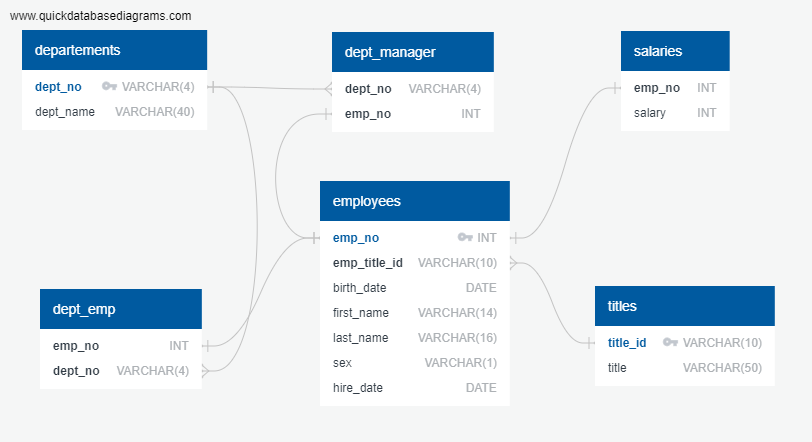 www.quickdatabasediagrams.com
departements
dept_no VARCHAR(4)
dept_name VARCHAR(40)
dept_manager
dept_no VARCHAR(4)
emp_no INT
salaries
emp_no INT
salary INT
employees
emp_no INT
emp_title_id VARCHAR(10)
birth_date DATE
first_name VARCHAR(14)
last_name VARCHAR(16)
sex VARCHAR(1)
hire_date DATE
dept_emp
emp_no INT
dept_no VARCHAR(4)
titles
title_id VARCHAR(10)
title VARCHAR(50)